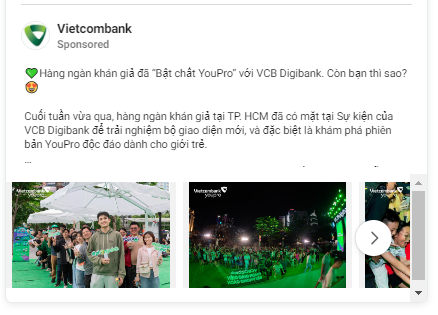 Vietcombank
Sponsored
💚Hàng ngàn khán giả đã “Bật chất YouPro” với VCB Digibank. Còn bạn thì sao?
🤩
Cuối tuần vừa qua, hàng ngàn khán giả tại TP. HCM đã có mặt tại Sự kiện của
VCB Digibank để trải nghiệm bộ giao diện mới, và đặc biệt là khám phá phiên
bản YouPro độc đáo dành cho giới trẻ.
...
Vietcombank
youpro
Vietcombank
youpro
Vietcombank
youpro